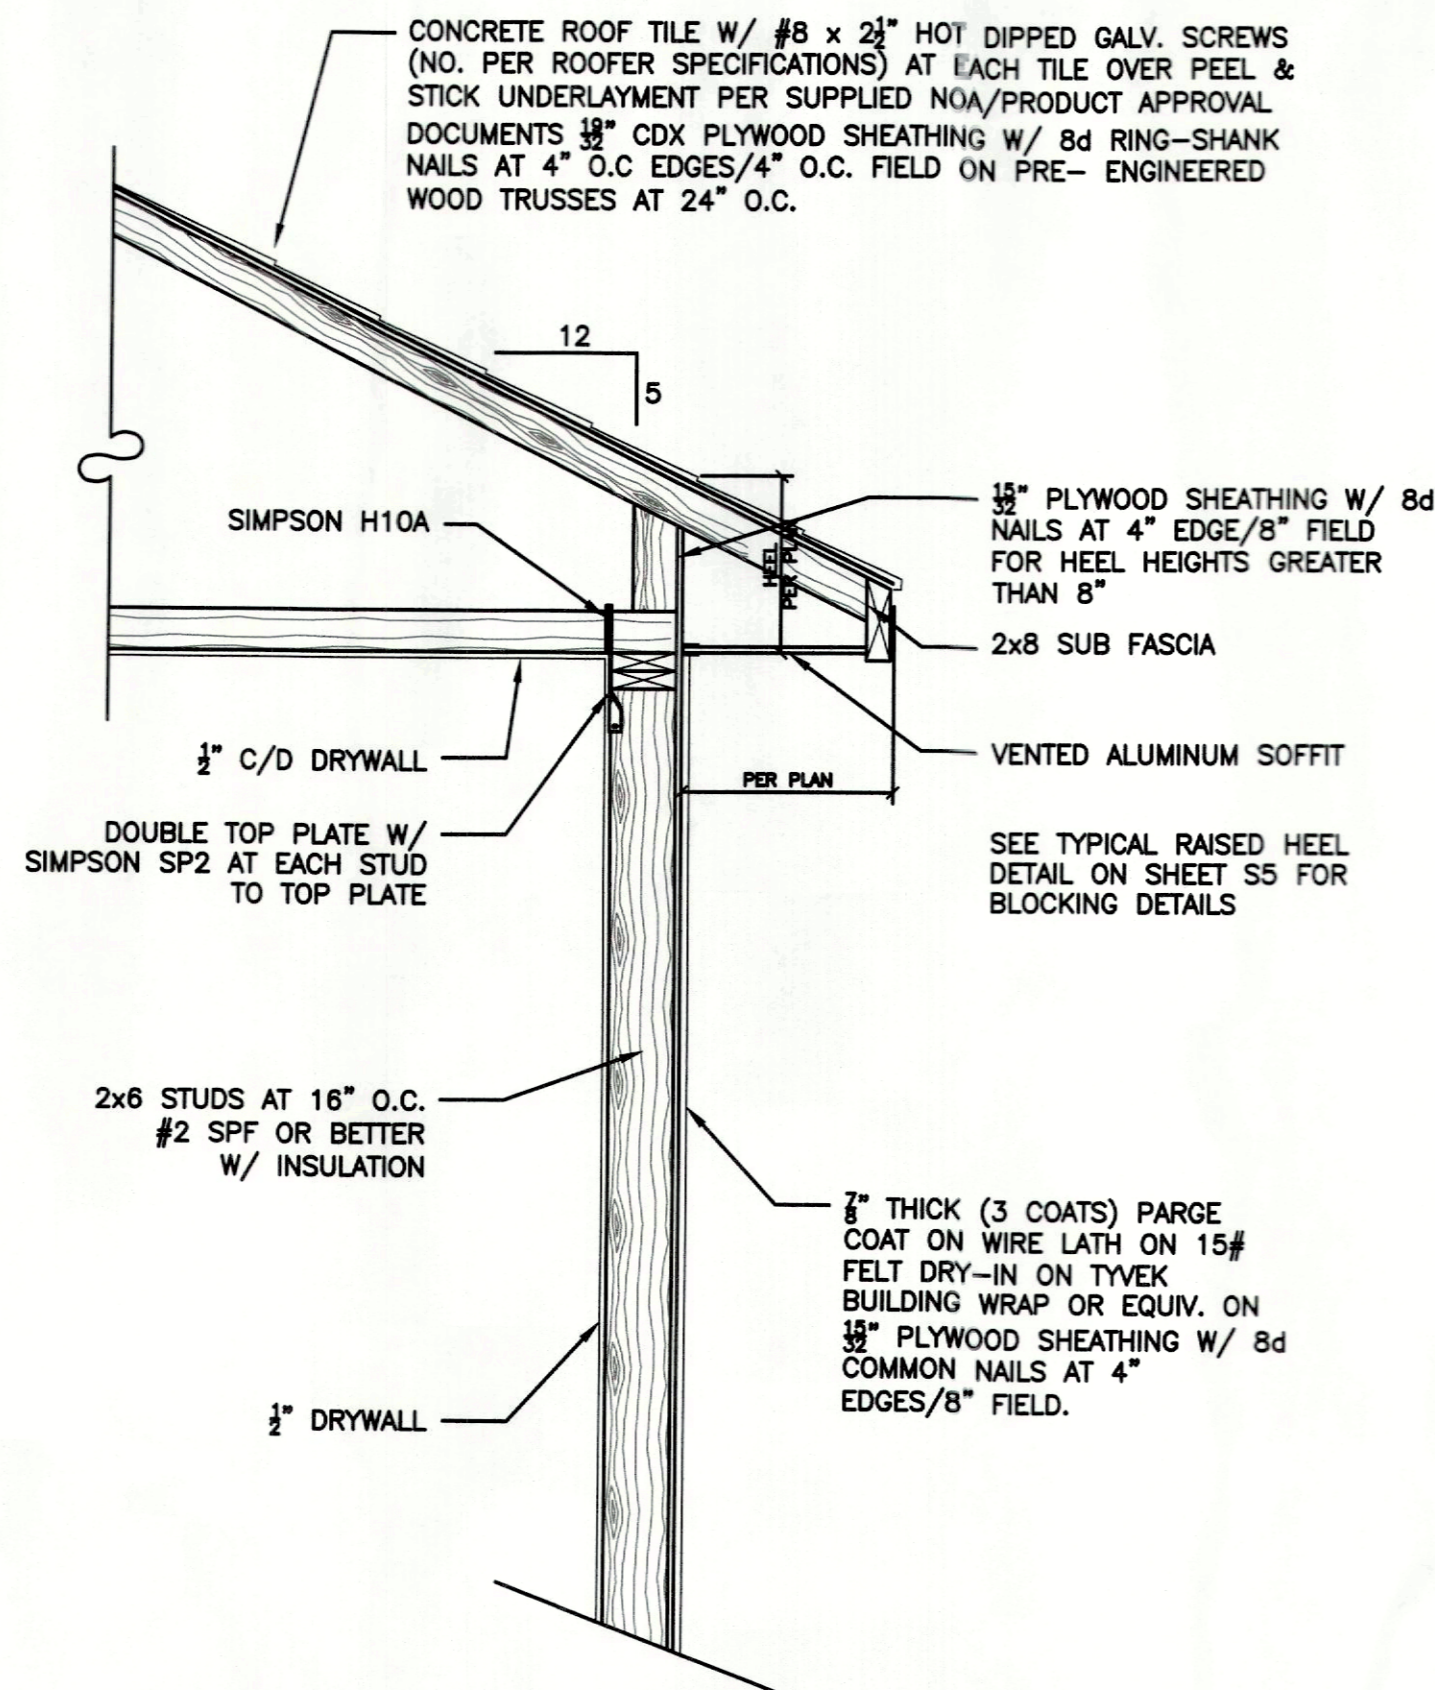 CONCRETE ROOF TILE W/ #8 x 2½" HOT DIPPED GALV. SCREWS
(NO. PER ROOFER SPECIFICATIONS) AT EACH TILE OVER PEEL &
STICK UNDERLAYMENT PER SUPPLIED NOA/PRODUCT APPROVAL
DOCUMENTS 19/32" CDX PLYWOOD SHEATHING W/ 8d RING-SHANK
NAILS AT 4" O.C EDGES/4" O.C. FIELD ON PRE- ENGINEERED
WOOD TRUSSES AT 24" O.C.
12
5
SIMPSON H10A
15/32" PLYWOOD SHEATHING W/ 8d
NAILS AT 4" EDGE/8" FIELD
FOR HEEL HEIGHTS GREATER
THAN 8"
HEEL
PER PLAN
2x8 SUB FASCIA
½" C/D DRYWALL
VENTED ALUMINUM SOFFIT
PER PLAN
DOUBLE TOP PLATE W/
SIMPSON SP2 AT EACH STUD
TO TOP PLATE
SEE TYPICAL RAISED HEEL
DETAIL ON SHEET S5 FOR
BLOCKING DETAILS
2x6 STUDS AT 16" O.C.
#2 SPF OR BETTER
W/ INSULATION
⅞" THICK (3 COATS) PARGE
COAT ON WIRE LATH ON 15#
FELT DRY-IN ON TYVEK
BUILDING WRAP OR EQUIV. ON
15/32" PLYWOOD SHEATHING W/ 8d
COMMON NAILS AT 4"
EDGES/8" FIELD.
½" DRYWALL